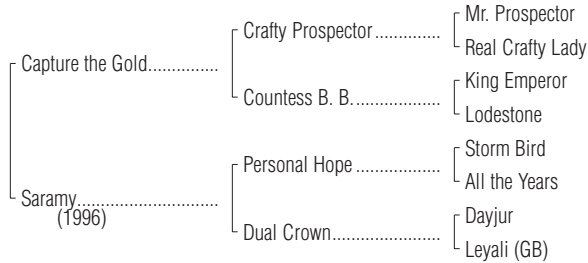 Mr. Prospector
Crafty Prospector..............
Real Crafty Lady
Capture the Gold...............
King Emperor
Countess B. B...................
Lodestone
Storm Bird
Personal Hope ..................
All the Years
Saramy..............................
(1996)
Dayjur
Dual Crown.......................
Leyali (GB)